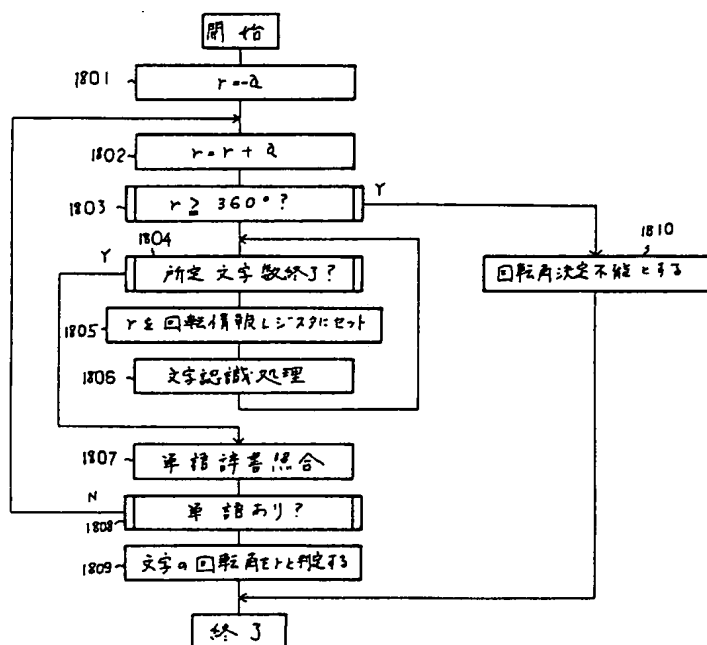 開始
1801
r=-a
1802
r=r+a
1803
r≧360°?
Y
1804
Y
所定文字数終了?
1810
回転角決定不能とする
1805
rを回転情報レジスタにセット
1806
文字認識処理
1807
単語辞書照合
N
1808
単語あり?
1809
文字の回転角をrと判定する
終了